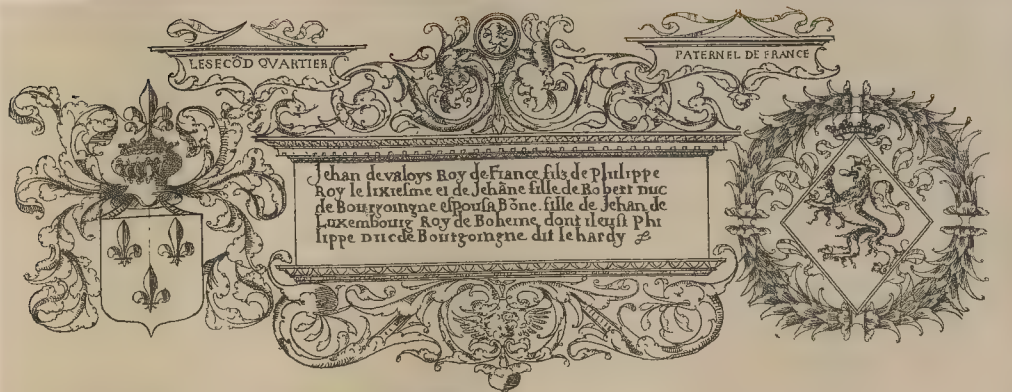 LE SECÕD QVARTIER
PATERNEL DE FRANCE
Jehan de valoys Roy de France filz de Philippe
Roy le sixiesme et de Jehãne fille de Robert Duc
de Bourgoingne espousa Bõne. fille de Jehan de
Luxembourg Roy de Boheme, dont il eust Phi
lippe Duc de Bourgoingne dit le hardy